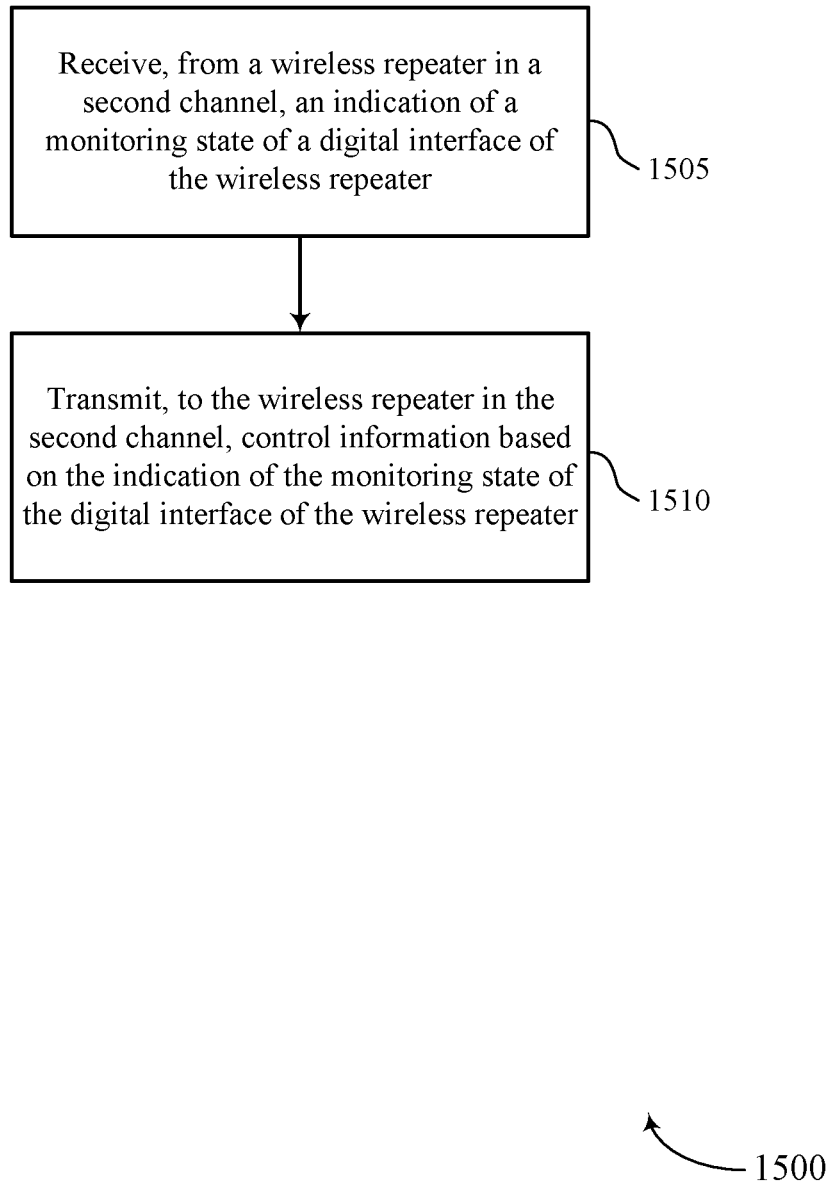 Receive, from a wireless repeater in a
second channel, an indication of a
monitoring state of a digital interface of
the wireless repeater
1505
Transmit, to the wireless repeater in the
second channel, control information based
on the indication of the monitoring state of
the digital interface of the wireless repeater
1510
1500